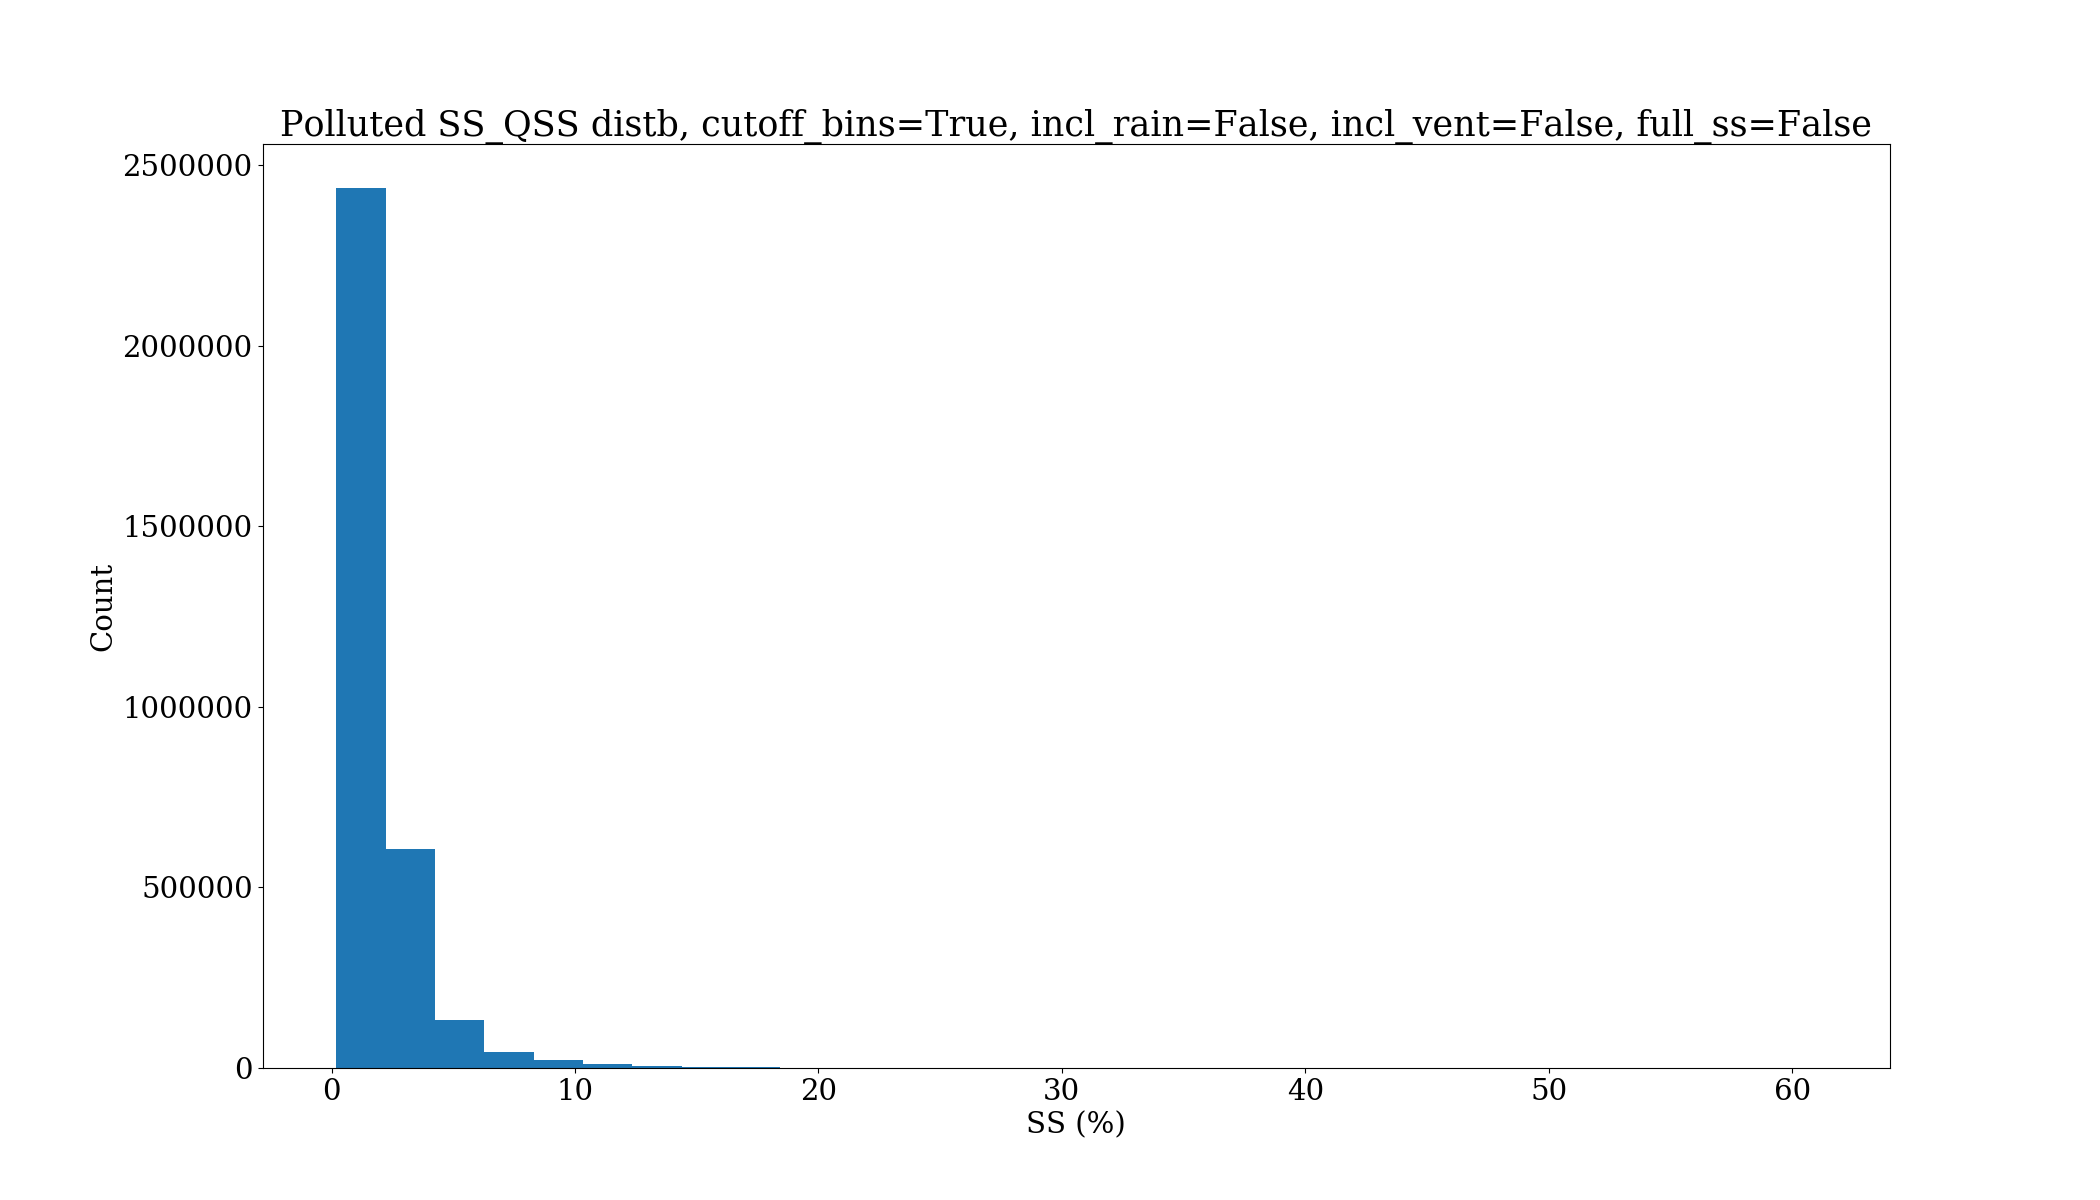 Polluted SS_QSS distb, cutoff_bins=True, incl_rain=False, incl_vent=False, full_ss=False
2500000
2000000
1500000
1000000
500000
0
Count
0 10 20 30 40 50 60
SS (%)